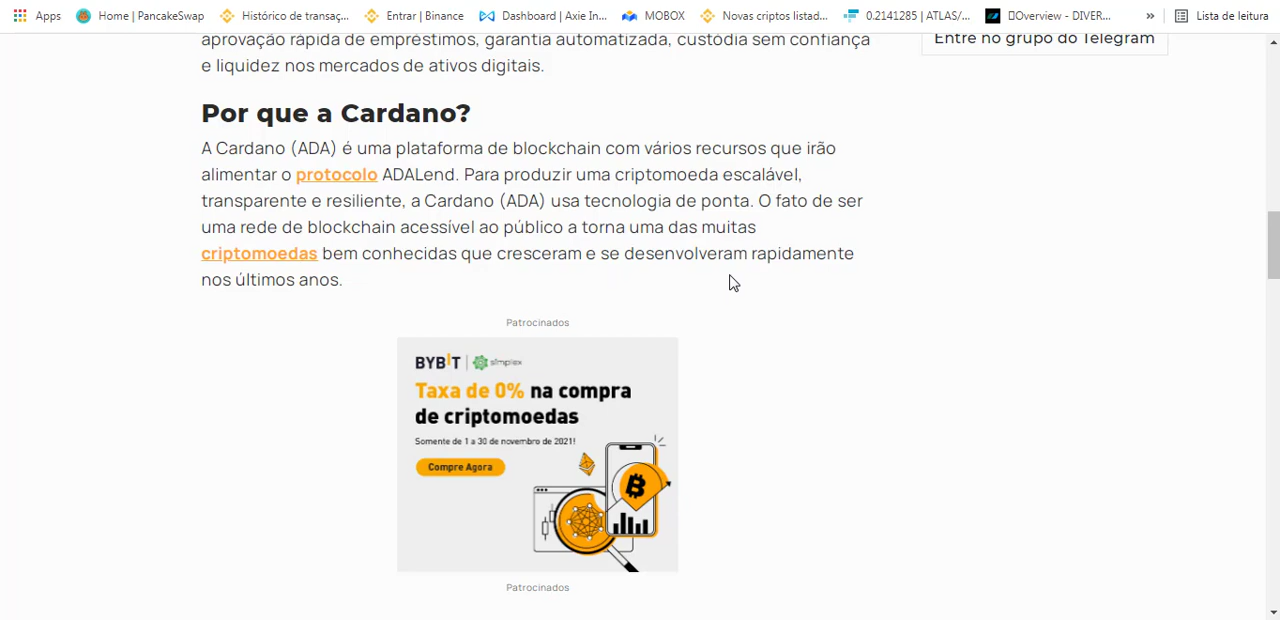 Apps Home | PancakeSwap Histórico de transaç... Entrar | Binance Dashboard | Axie In... MOBOX Novas criptos listad... 0.2141285 | ATLAS/... Overview - DIVER... » Lista de leitura
aprovação rápida de empréstimos, garantia automatizada, custódia sem confiança
e liquidez nos mercados de ativos digitais.
Entre no grupo do Telegram
Por que a Cardano?
A Cardano (ADA) é uma plataforma de blockchain com vários recursos que irão
alimentar o protocolo ADALend. Para produzir uma criptomoeda escalável,
transparente e resiliente, a Cardano (ADA) usa tecnologia de ponta. O fato de ser
uma rede de blockchain acessível ao público a torna uma das muitas
criptomoedas bem conhecidas que cresceram e se desenvolveram rapidamente
nos últimos anos.
Patrocinados
BYBIT | simplex
Taxa de 0% na compra
de criptomoedas
Somente de 1 a 30 de novembro de 2021!
Compre Agora
Patrocinados